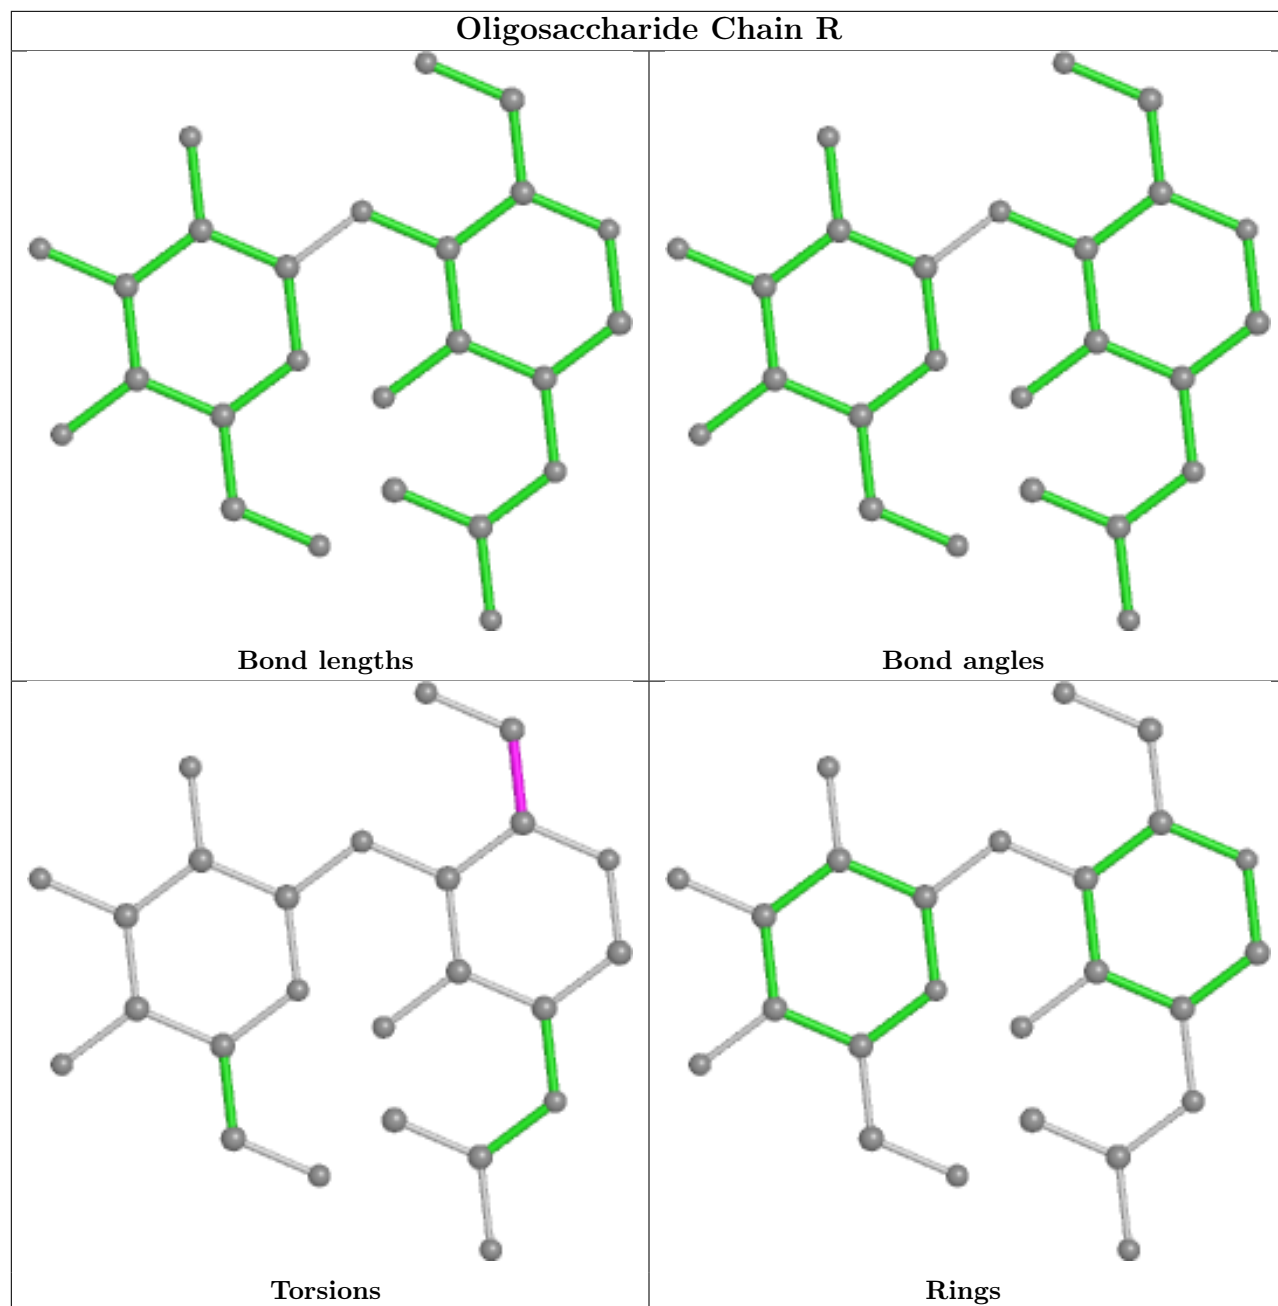 Oligosaccharide Chain R
Bond lengths
Bond angles
Torsions
Rings